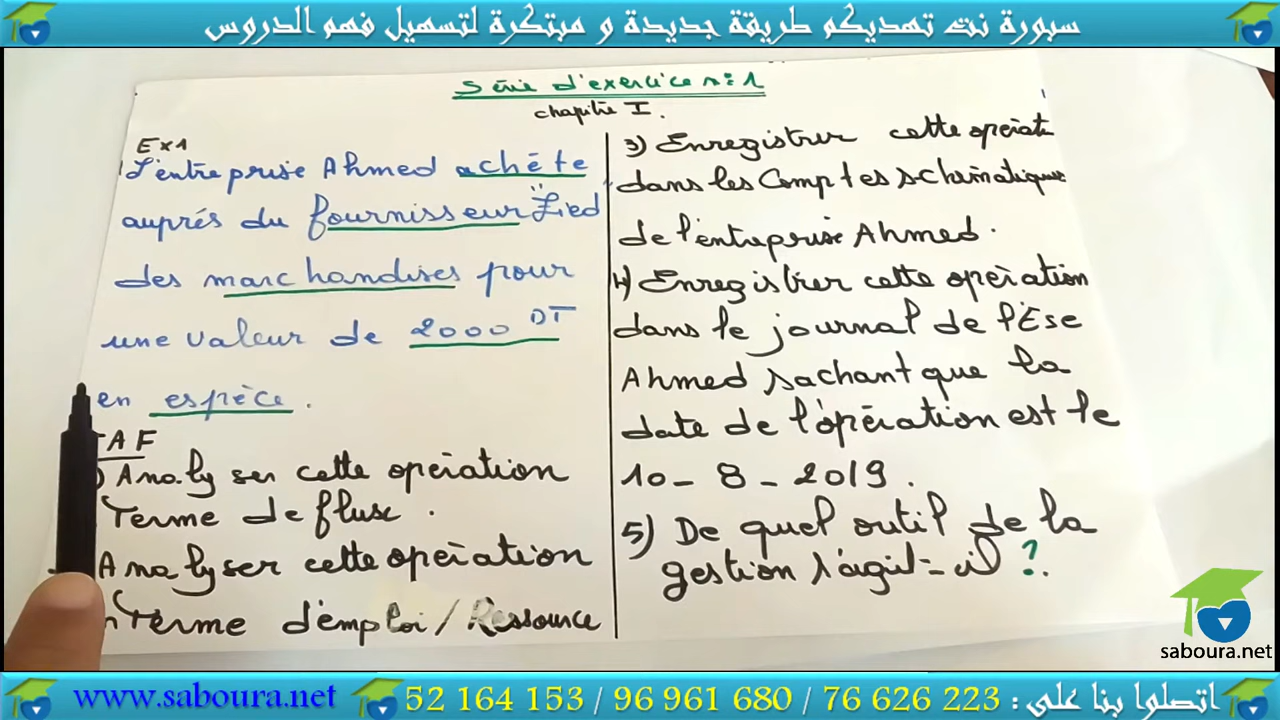 سبورة نت تهديكم طريقة جديدة و مبتكرة لتسهيل فهم الدروس
Série d'exercice n: 1
chapitre I.
Ex1
L'entreprise Ahmed achète
auprés du fournisseur "Zied
des marchandises pour
une valeur de 2000 DT
en espèce.
AF
) Analyser cette opération
Terme de fluse.
Analyser cette opération
Terme d'emploi / Ressource
3) Enregistrer cette opérati
dans les Comptes schématiques
de l'entreprise Ahmed.
4) Enregistrer cette opération
dans le journal de l'Ese
Ahmed sachant que la
date de l'opération est le
10-8-2019.
5) De quel outil de la
gestion s'agit-il ?.
saboura.net
www.saboura.net 52 164 153 / 96 961 680 / 76 626 223 اتصلوا بنا على :